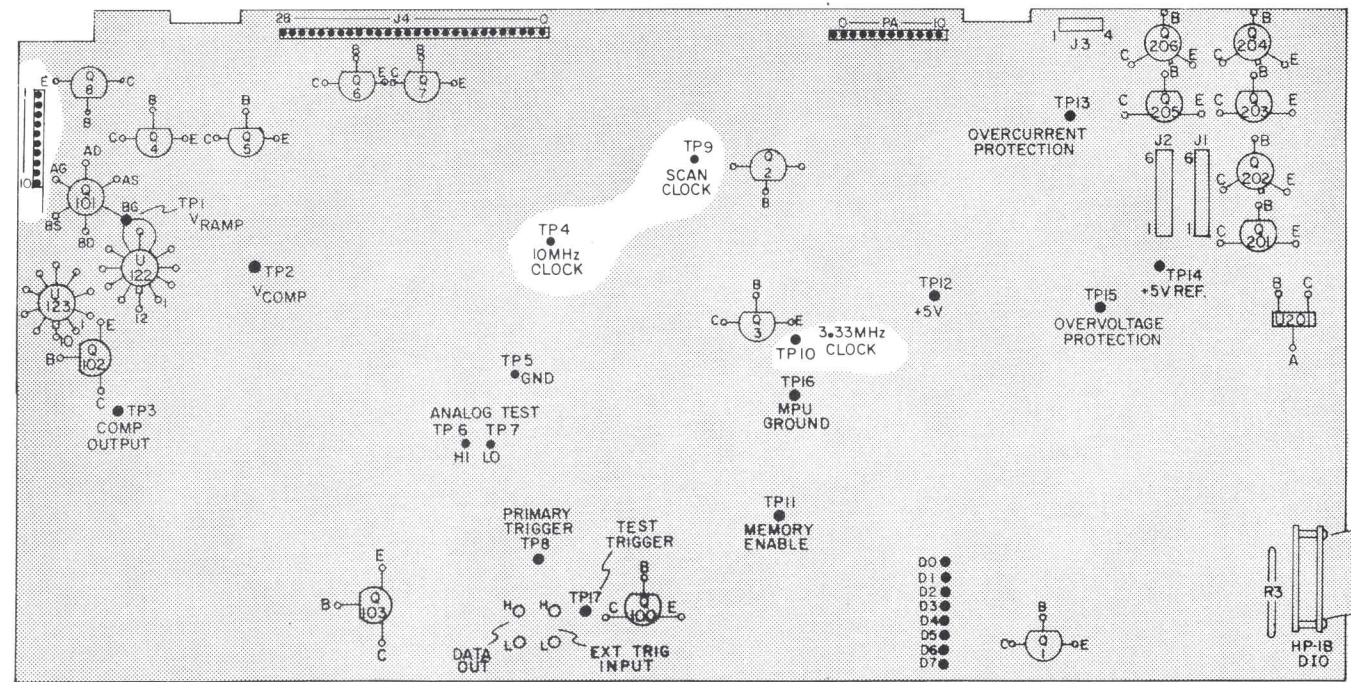 28 J4 0
0 PA 10
1 J3 4
B
Q
206
C E
B
Q
204
C E
B
Q
205
C E
B
Q
203
C E
E Q C
8
B
1
10
B
C Q E
4
B
C Q E
5
B
C Q E
6
B
C Q E
7
TP13
OVERCURRENT
PROTECTION
TP9
SCAN
CLOCK
Q
2
B
J2 J1
6 6
1 1
B
Q
202
C E
B
Q
201
C E
AD
AG AS
Q
101
BS BG
BD
TP1
VRAMP
TP4
10MHz
CLOCK
U
122
1
12
TP2
VCOMP
U
123
1
10
TP12
+5V
TP14
+5V REF.
TP15
OVERVOLTAGE
PROTECTION
B C
U201
A
B
C Q E
3
3.33MHz
CLOCK
TP10
E
B Q
102
C
TP5
GND
TP16
MPU
GROUND
TP3
COMP
OUTPUT
ANALOG TEST
TP6 TP7
HI LO
TP11
MEMORY
ENABLE
PRIMARY
TRIGGER
TP8
TEST
TRIGGER
TP17
E
B Q
103
C
H H
L L
DATA
OUT
EXT TRIG
INPUT
B
C Q E
100
D0
D1
D2
D3
D4
D5
D6
D7
B
C Q E
1
R3
HP-IB
DIO